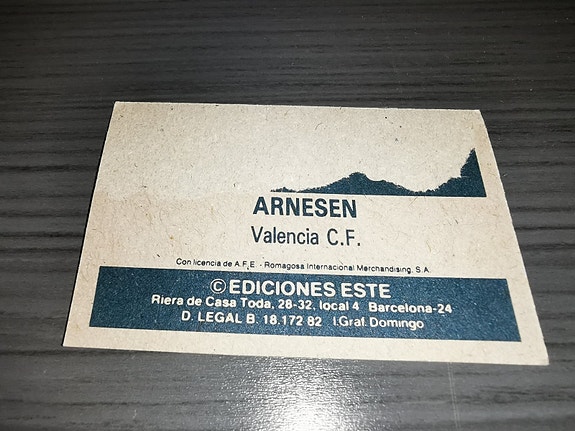 ARNESEN
Valencia C.F.
Con licencia de A.F.E. - Romagosa Internacional Merchandising, S.A.
© EDICIONES ESTE
Riera de Casa Toda, 28-32, local 4 Barcelona-24
D. LEGAL B. 18.172 82 I.Graf. Domingo